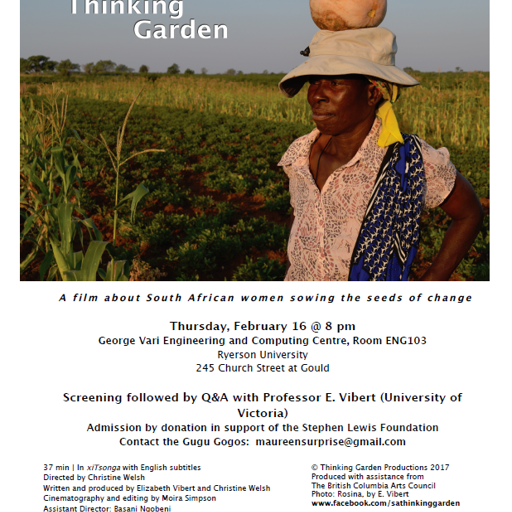 Thinking
Garden
A film about South African women sowing the seeds of change
Thursday, February 16 @ 8 pm
George Vari Engineering and Computing Centre, Room ENG103
Ryerson University
245 Church Street at Gould
Screening followed by Q&A with Professor E. Vibert (University of
Victoria)
Admission by donation in support of the Stephen Lewis Foundation
Contact the Gugu Gogos: maureensurprise@gmail.com
37 min | In xiTsonga with English subtitles
Directed by Christine Welsh
Written and produced by Elizabeth Vibert and Christine Welsh
Cinematography and editing by Moira Simpson
Assistant Director: Basani Ngobeni
© Thinking Garden Productions 2017
Produced with assistance from
The British Columbia Arts Council
Photo: Rosina, by E. Vibert
www.facebook.com/sathinkinggarden